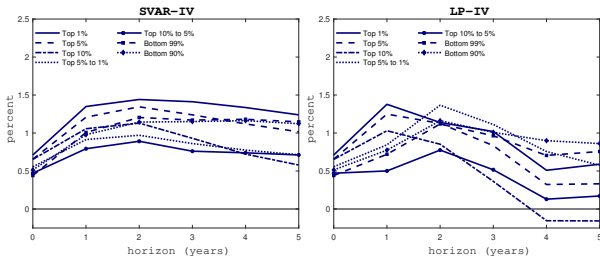 SVAR-IV
2.5
2
1.5
1
0.5
0
percent
Top 1%
Top 5%
Top 10%
Top 5% to 1%
Top 10% to 5%
Bottom 99%
Bottom 90%
0 1 2 3 4 5
horizon (years)
LP-IV
2.5
2
1.5
1
0.5
0
percent
Top 1%
Top 5%
Top 10%
Top 5% to 1%
Top 10% to 5%
Bottom 99%
Bottom 90%
0 1 2 3 4 5
horizon (years)